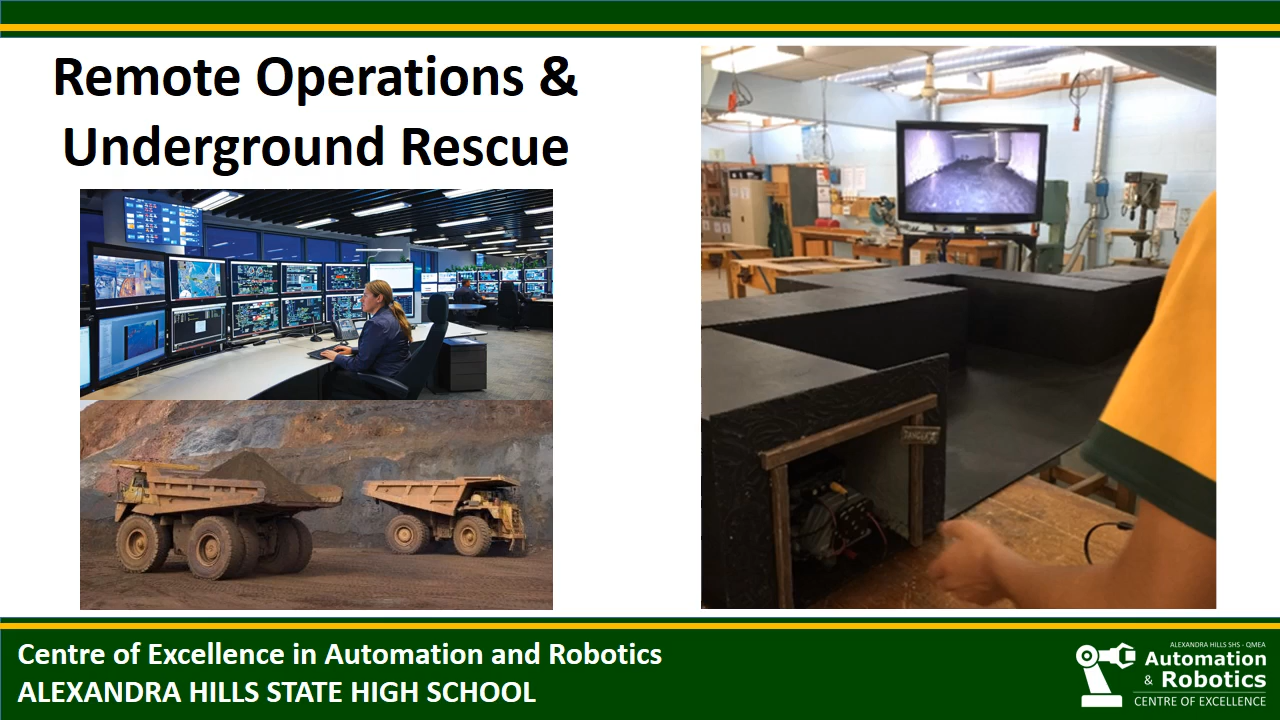 Remote Operations &
Underground Rescue
Centre of Excellence in Automation and Robotics
ALEXANDRA HILLS STATE HIGH SCHOOL
ALEXANDRA HILLS SHS - QMEA
Automation
& Robotics
CENTRE OF EXCELLENCE